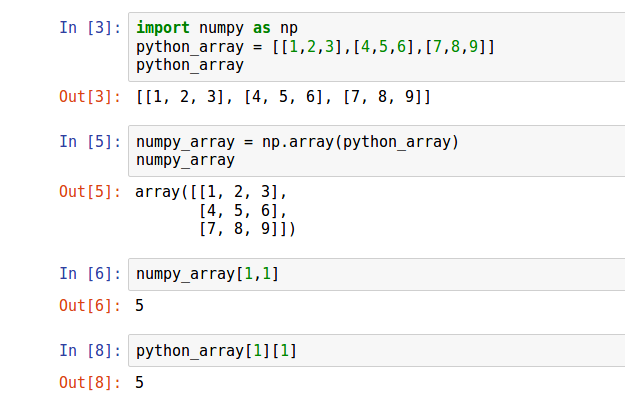 In [3]: import numpy as np
python_array = [[1,2,3],[4,5,6],[7,8,9]]
python_array
Out[3]: [[1, 2, 3], [4, 5, 6], [7, 8, 9]]
In [5]: numpy_array = np.array(python_array)
numpy_array
Out[5]: array([[1, 2, 3],
[4, 5, 6],
[7, 8, 9]])
In [6]: numpy_array[1,1]
Out[6]: 5
In [8]: python_array[1][1]
Out[8]: 5